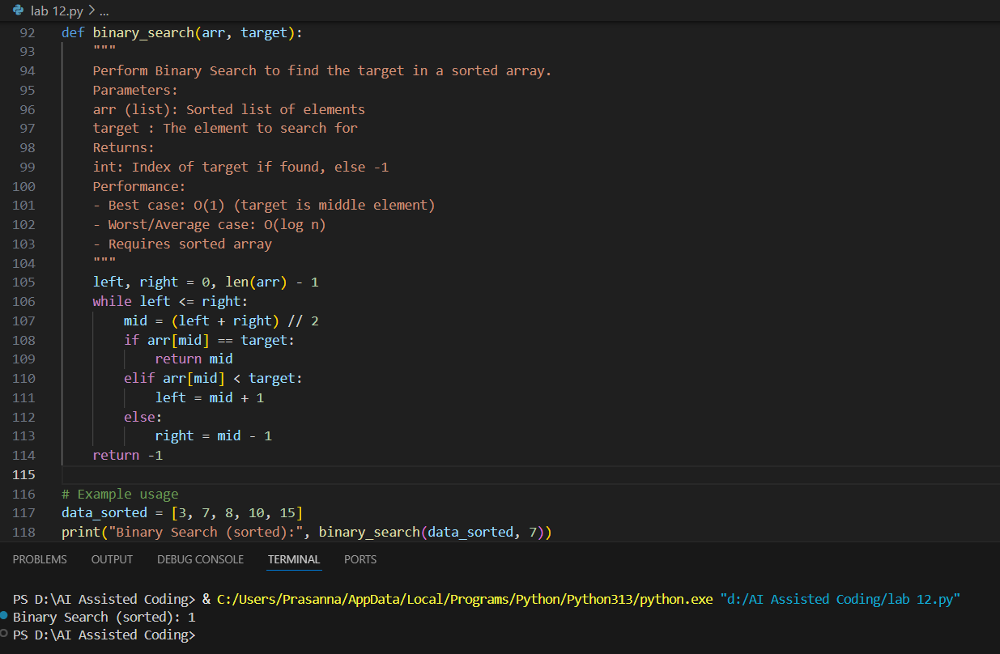 lab 12.py > ...
92 def binary_search(arr, target):
93     """
94     Perform Binary Search to find the target in a sorted array.
95     Parameters:
96     arr (list): Sorted list of elements
97     target : The element to search for
98     Returns:
99     int: Index of target if found, else -1
100     Performance:
101     - Best case: O(1) (target is middle element)
102     - Worst/Average case: O(log n)
103     - Requires sorted array
104     """
105     left, right = 0, len(arr) - 1
106     while left <= right:
107         mid = (left + right) // 2
108         if arr[mid] == target:
109             return mid
110         elif arr[mid] < target:
111             left = mid + 1
112         else:
113             right = mid - 1
114     return -1
115
116 # Example usage
117 data_sorted = [3, 7, 8, 10, 15]
118 print("Binary Search (sorted):", binary_search(data_sorted, 7))
PROBLEMS OUTPUT DEBUG CONSOLE TERMINAL PORTS
PS D:\AI Assisted Coding> & C:/Users/Prasanna/AppData/Local/Programs/Python/Python313/python.exe "d:/AI Assisted Coding/lab 12.py"
Binary Search (sorted): 1
PS D:\AI Assisted Coding>